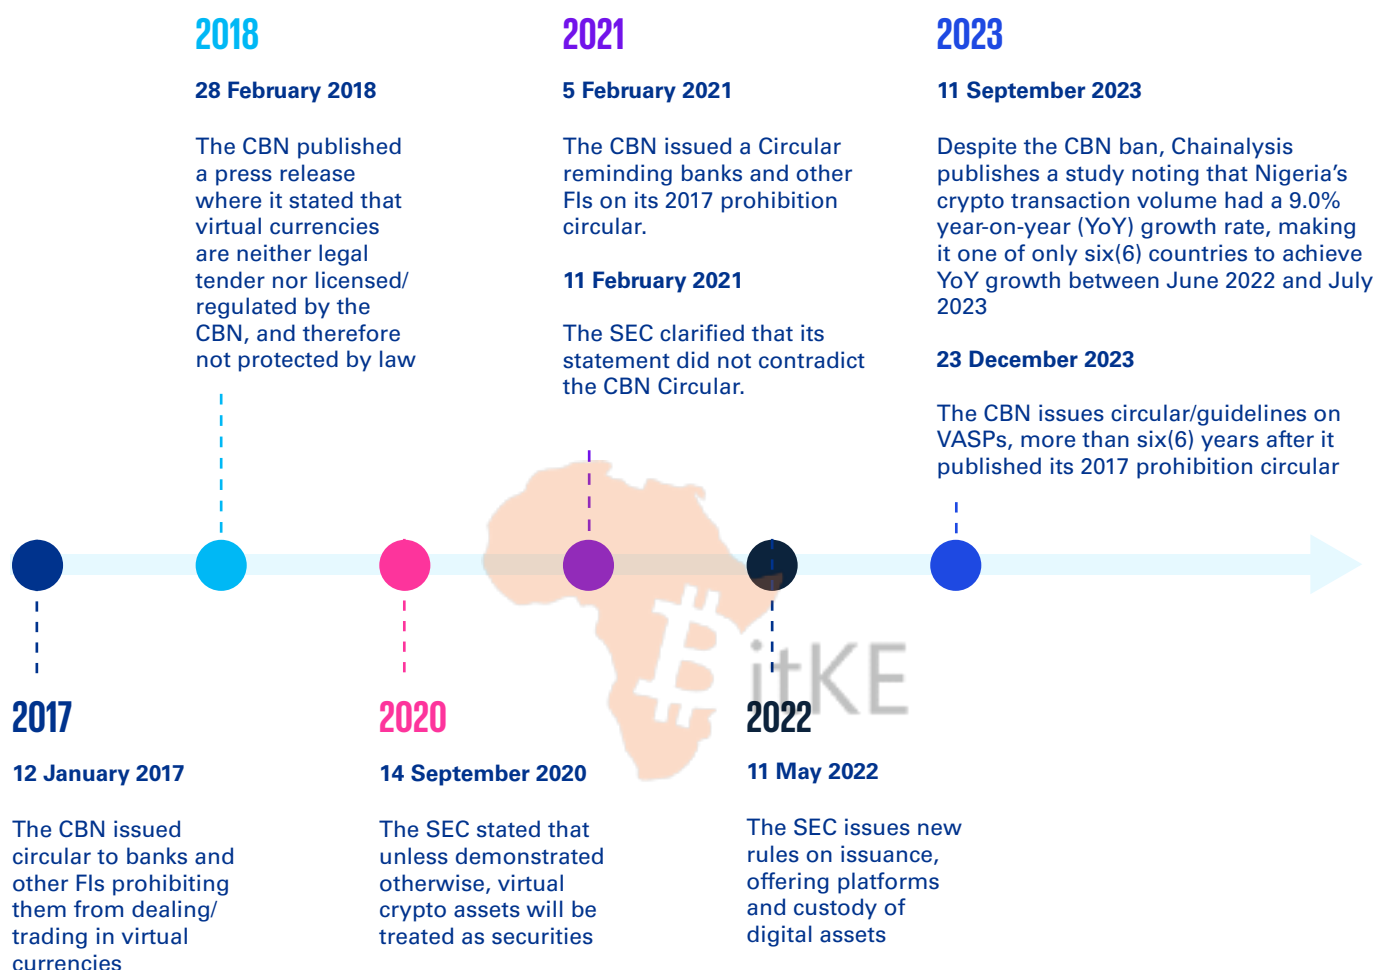 2018
28 February 2018
The CBN published
a press release
where it stated that
virtual currencies
are neither legal
tender nor licensed/
regulated by the
CBN, and therefore
not protected by law
2021
5 February 2021
The CBN issued a Circular
reminding banks and other
FIs on its 2017 prohibition
circular.
11 February 2021
The SEC clarified that its
statement did not contradict
the CBN Circular.
2023
11 September 2023
Despite the CBN ban, Chainalysis
publishes a study noting that Nigeria’s
crypto transaction volume had a 9.0%
year-on-year (YoY) growth rate, making
it one of only six(6) countries to achieve
YoY growth between June 2022 and July
2023
23 December 2023
The CBN issues circular/guidelines on
VASPs, more than six(6) years after it
published its 2017 prohibition circular
BitKE
2017
12 January 2017
The CBN issued
circular to banks and
other FIs prohibiting
them from dealing/
trading in virtual
currencies
2020
14 September 2020
The SEC stated that
unless demonstrated
otherwise, virtual
crypto assets will be
treated as securities
2022
11 May 2022
The SEC issues new
rules on issuance,
offering platforms
and custody of
digital assets